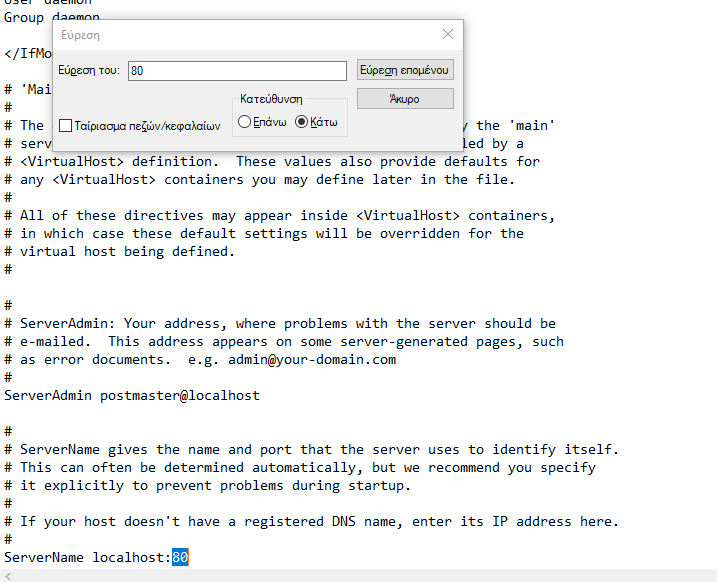 User daemon
Group daemon
Εύρεση
Εύρεση του: 80 Εύρεση επομένου
Άκυρο
Κατεύθυνση
Ταίριασμα πεζών/κεφαλαίων Επάνω Κάτω
</IfMo
# 'Mai
#
# The y the 'main'
# serv led by a
# <VirtualHost> definition.  These values also provide defaults for
# any <VirtualHost> containers you may define later in the file.
#
# All of these directives may appear inside <VirtualHost> containers,
# in which case these default settings will be overridden for the
# virtual host being defined.
#
#
# ServerAdmin: Your address, where problems with the server should be
# e-mailed.  This address appears on some server-generated pages, such
# as error documents.  e.g. admin@your-domain.com
#
ServerAdmin postmaster@localhost
#
# ServerName gives the name and port that the server uses to identify itself.
# This can often be determined automatically, but we recommend you specify
# it explicitly to prevent problems during startup.
#
# If your host doesn't have a registered DNS name, enter its IP address here.
#
ServerName localhost:80